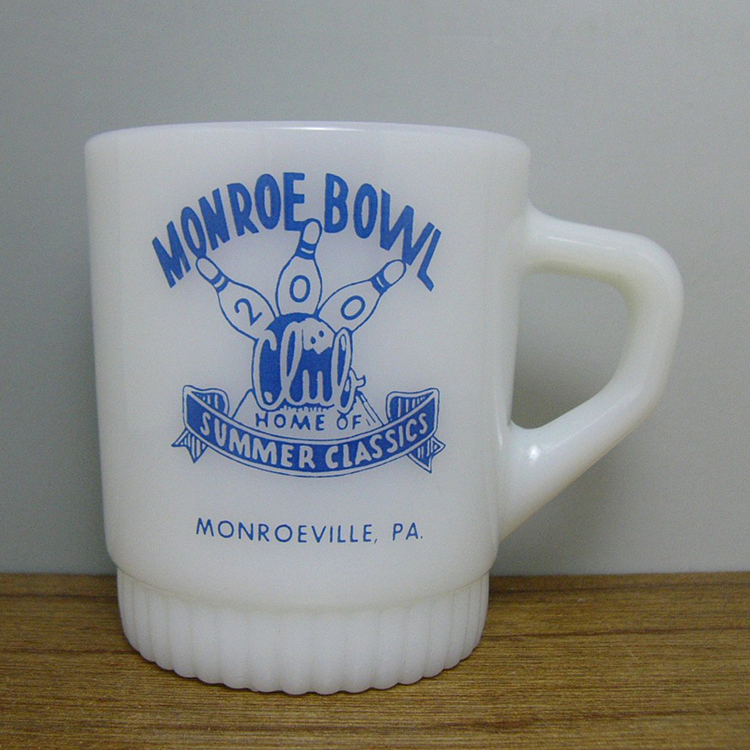 MONROE BOWL
200
Club
HOME OF
SUMMER CLASSICS
MONROEVILLE, PA.